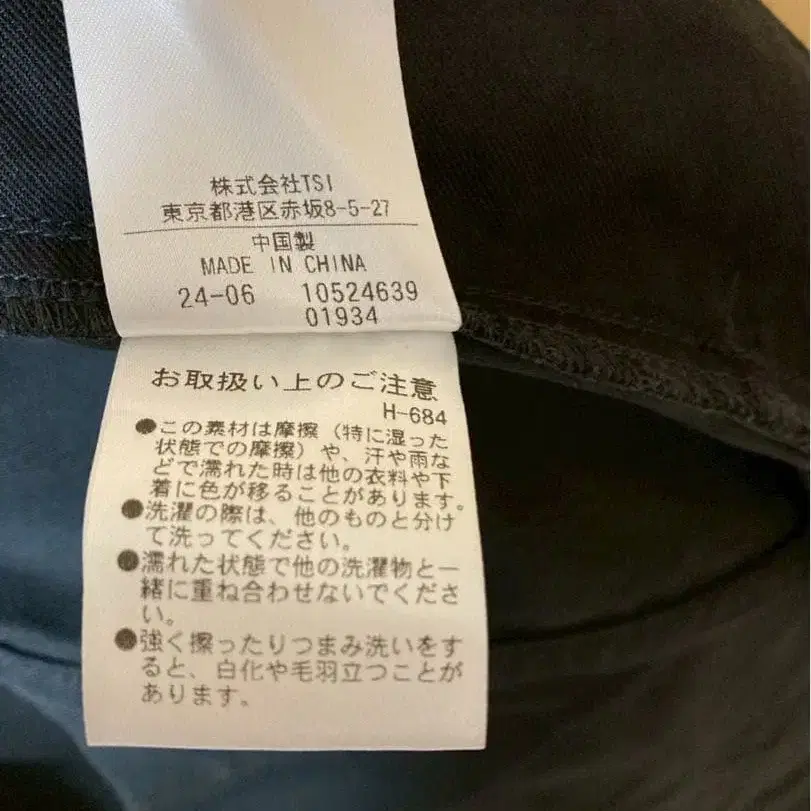 株式会社TSI
東京都港区赤坂8-5-27
中国製
MADE IN CHINA
24-06 10524639
01934
お取扱い上のご注意
H-684
●この素材は摩擦（特に湿った
状態での摩擦）や、汗や雨な
どで濡れた時は他の衣料や下
着に色が移ることがあります。
●洗濯の際は、他のものと分け
て洗ってください。
●濡れた状態で他の洗濯物と一
緒に重ね合わせないでくださ
い。
●強く擦ったりつまみ洗いをす
ると、白化や毛羽立つことが
あります。